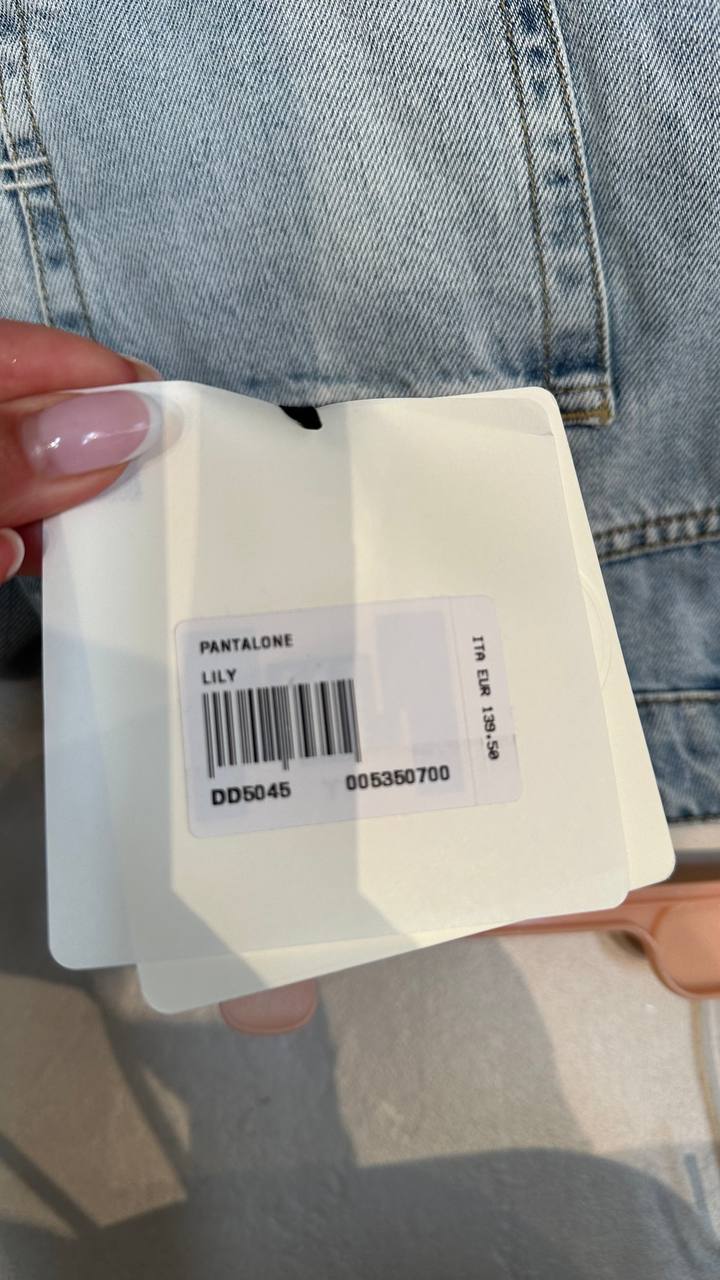 PANTALONE
LILY
DD5045 005350700
ITA EUR 139.50